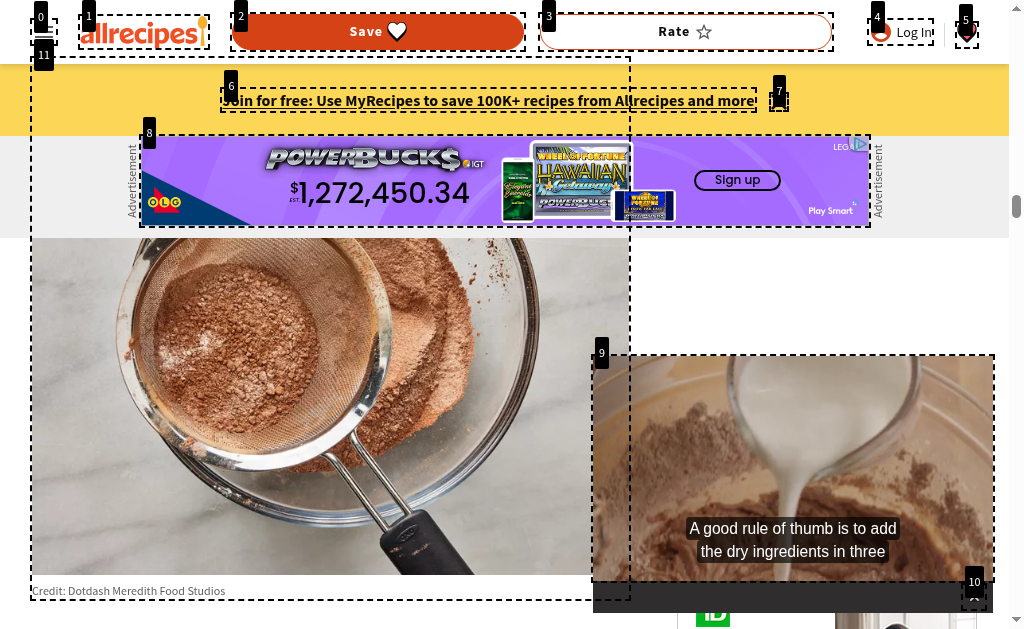 0
1
2
3
4
5
allrecipes
Save
Rate
Log In
11
6
7
Join for free: Use MyRecipes to save 100K+ recipes from Allrecipes and more
8
Advertisement
POWERBUCK$
IGT
EST.
$1,272,450.34
OLG
WHEEL OF FORTUNE
HAWAIIAN
Getaway
Sign up
Play Smart
Advertisement
9
A good rule of thumb is to add
the dry ingredients in three
10
Credit: Dotdash Meredith Food Studios
TD